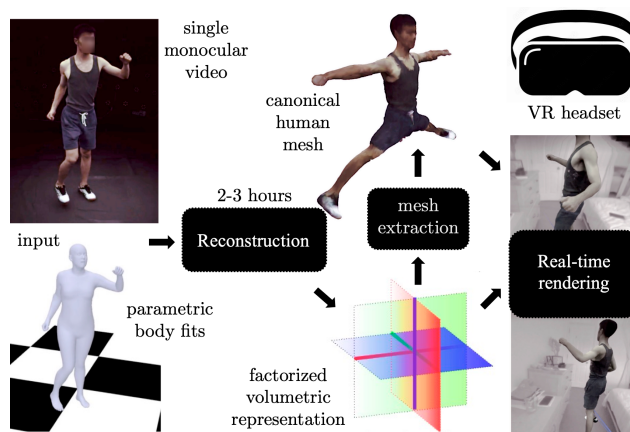 single
monocular
video
input
parametric
body fits
2-3 hours
Reconstruction
canonical
human
mesh
mesh
extraction
factorized
volumetric
representation
VR headset
Real-time
rendering